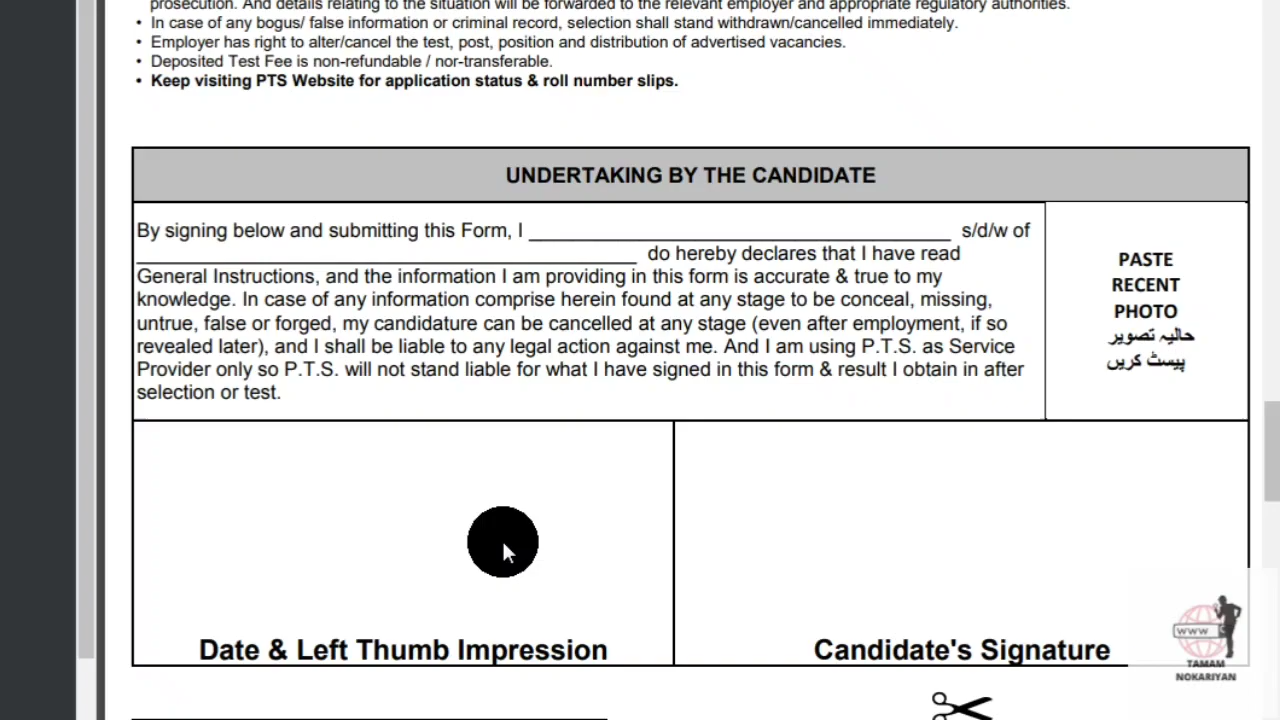 prosecution. And details relating to the situation will be forwarded to the relevant employer and appropriate regulatory authorities.
• In case of any bogus/ false information or criminal record, selection shall stand withdrawn/cancelled immediately.
• Employer has right to alter/cancel the test, post, position and distribution of advertised vacancies.
• Deposited Test Fee is non-refundable / nor-transferable.
• Keep visiting PTS Website for application status & roll number slips.
UNDERTAKING BY THE CANDIDATE
By signing below and submitting this Form, I ______________________________________ s/d/w of
_____________________________________________ do hereby declares that I have read
General Instructions, and the information I am providing in this form is accurate & true to my
knowledge. In case of any information comprise herein found at any stage to be conceal, missing,
untrue, false or forged, my candidature can be cancelled at any stage (even after employment, if so
revealed later), and I shall be liable to any legal action against me. And I am using P.T.S. as Service
Provider only so P.T.S. will not stand liable for what I have signed in this form & result I obtain in after
selection or test.
PASTE
RECENT
PHOTO
حالیہ تصویر
پیسٹ کریں
Date & Left Thumb Impression
Candidate's Signature
WWW
TAMAM
NOKARIYAN